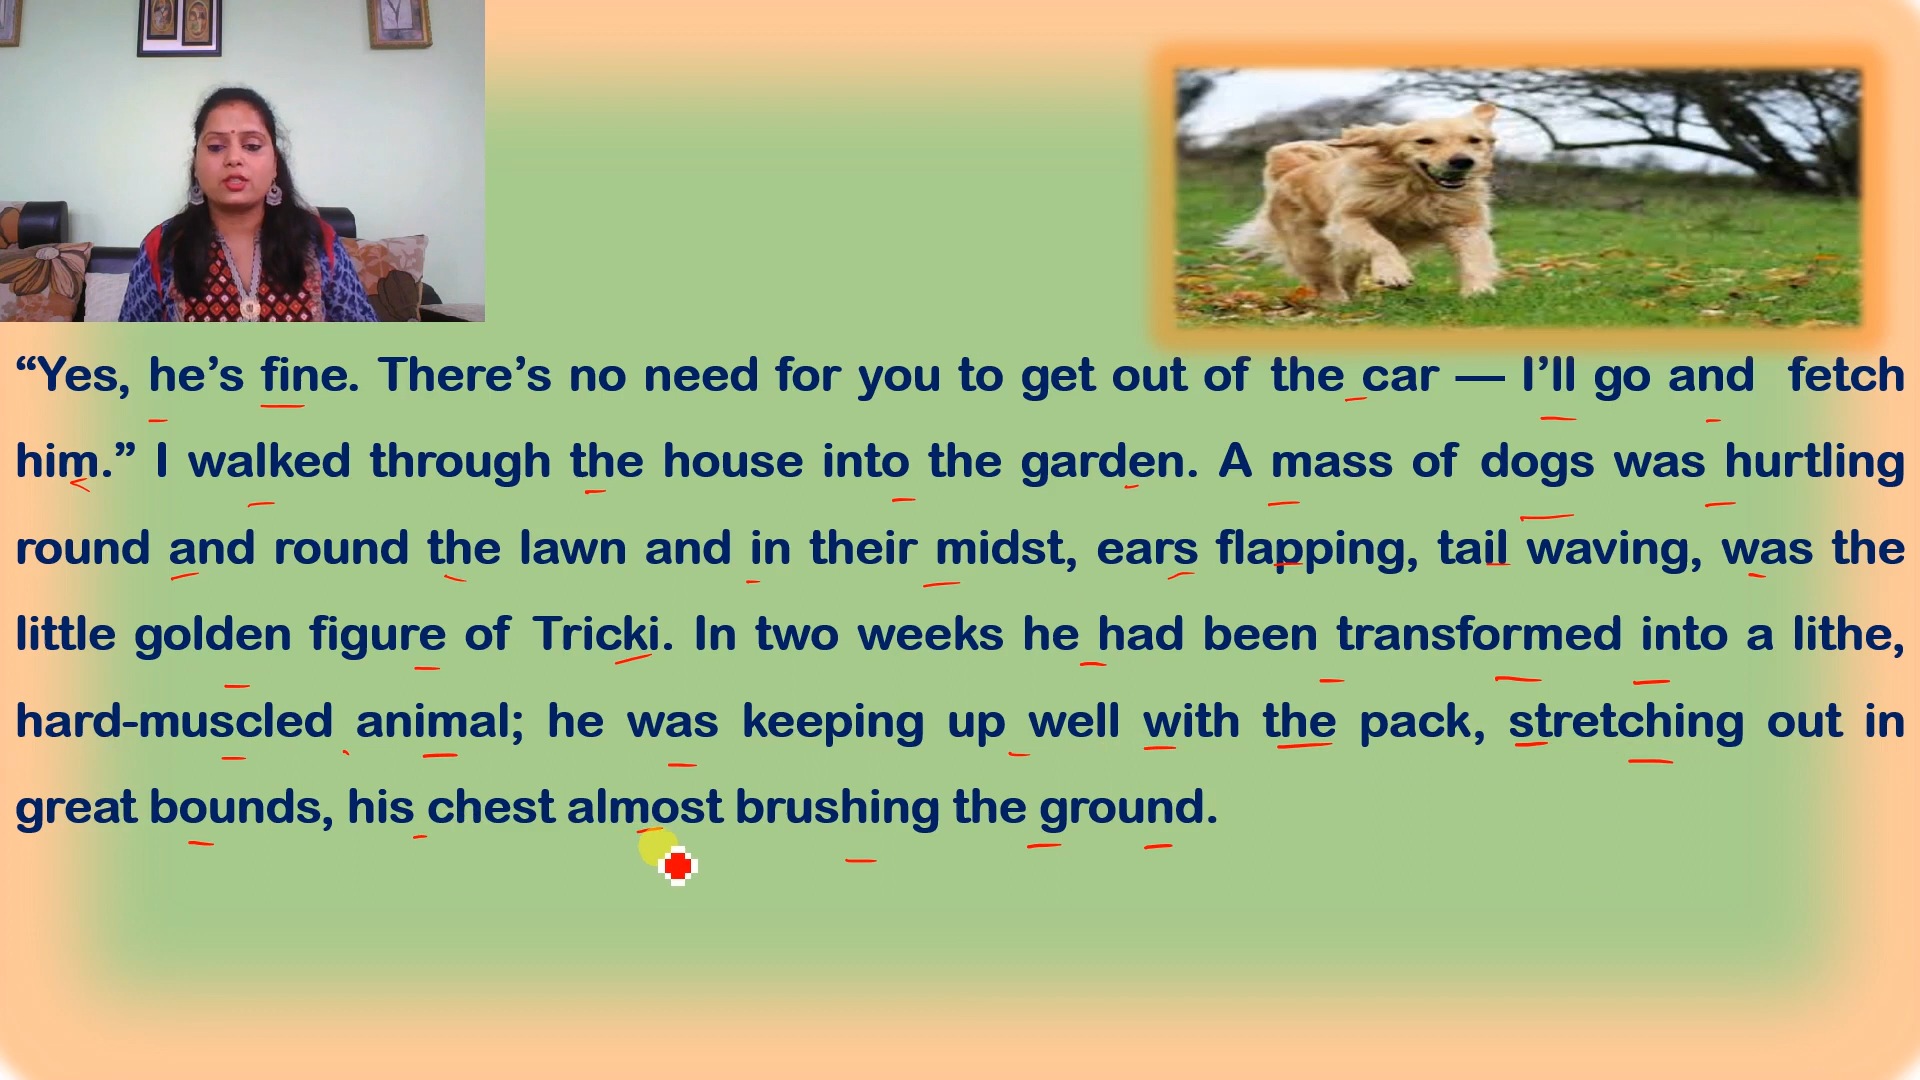 “Yes, he’s fine. There’s no need for you to get out of the car — I’ll go and fetch
him.” I walked through the house into the garden. A mass of dogs was hurtling
round and round the lawn and in their midst, ears flapping, tail waving, was the
little golden figure of Tricki. In two weeks he had been transformed into a lithe,
hard-muscled animal; he was keeping up well with the pack, stretching out in
great bounds, his chest almost brushing the ground.